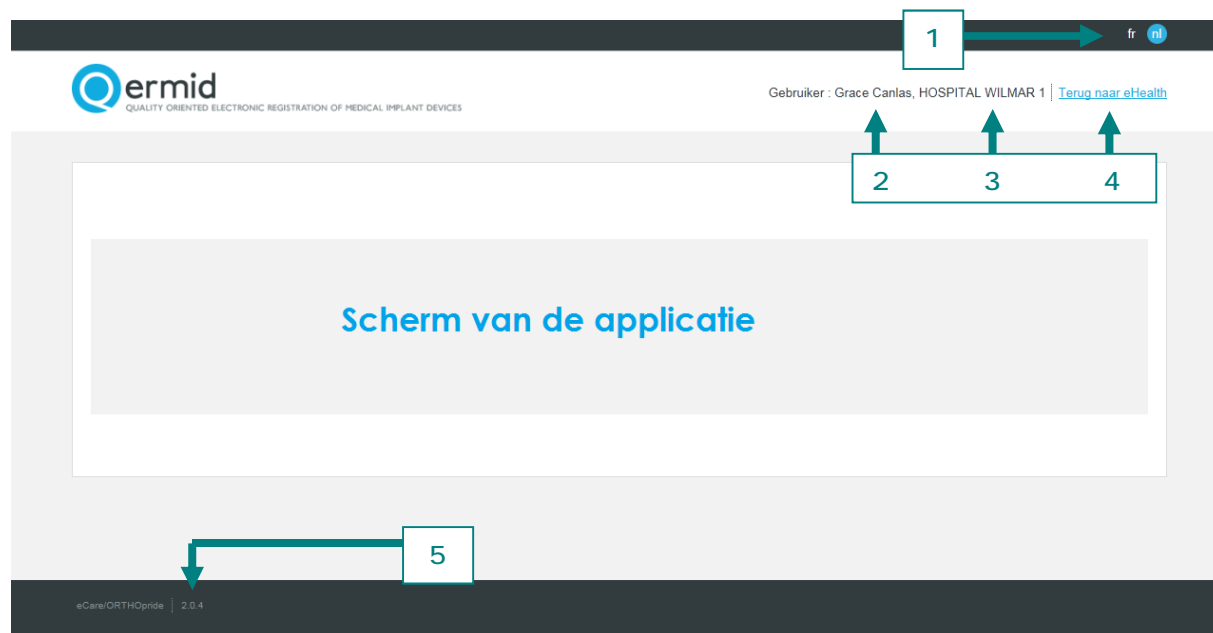 1
fr nl
Qermid
QUALITY ORIENTED ELECTRONIC REGISTRATION OF MEDICAL IMPLANT DEVICES
Gebruiker : Grace Canlas, HOSPITAL WILMAR 1 Terug naar eHealth
2 3 4
Scherm van de applicatie
5
eCare/ORTHOpride 2.0.4